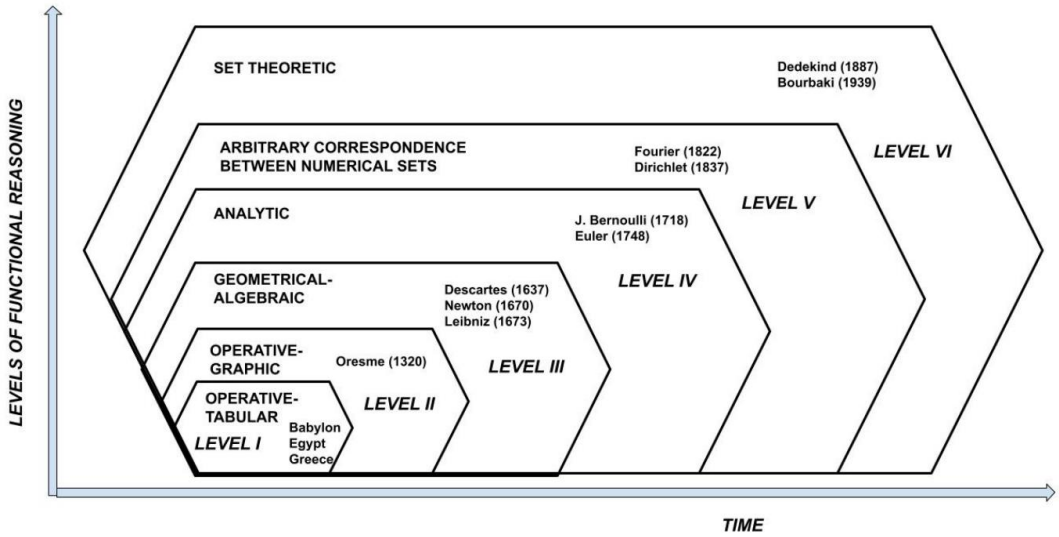 LEVELS OF FUNCTIONAL REASONING
SET THEORETIC
Dedekind (1887)
Bourbaki (1939)
LEVEL VI
ARBITRARY CORRESPONDENCE
BETWEEN NUMERICAL SETS
Fourier (1822)
Dirichlet (1837)
LEVEL V
ANALYTIC
J. Bernoulli (1718)
Euler (1748)
LEVEL IV
GEOMETRICAL-
ALGEBRAIC
Descartes (1637)
Newton (1670)
Leibniz (1673)
LEVEL III
OPERATIVE-
GRAPHIC
Oresme (1320)
LEVEL II
OPERATIVE-
TABULAR
LEVEL I
Babylon
Egypt
Greece
TIME